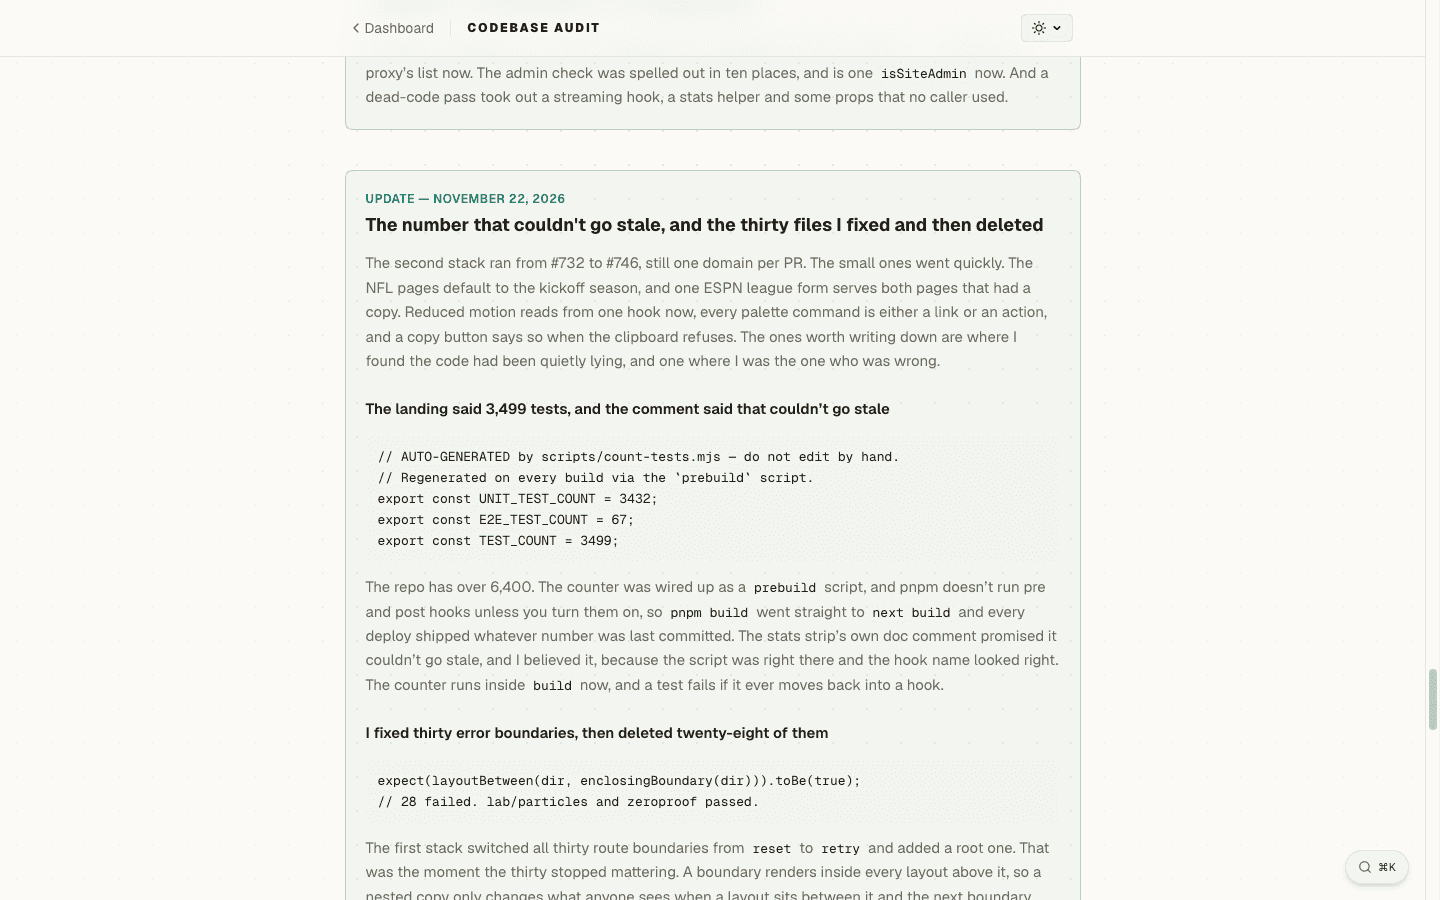 Dashboard
CODEBASE AUDIT
proxy’s list now. The admin check was spelled out in ten places, and is one isSiteAdmin now. And a
dead-code pass took out a streaming hook, a stats helper and some props that no caller used.
UPDATE — NOVEMBER 22, 2026
The number that couldn't go stale, and the thirty files I fixed and then deleted
The second stack ran from #732 to #746, still one domain per PR. The small ones went quickly. The
NFL pages default to the kickoff season, and one ESPN league form serves both pages that had a
copy. Reduced motion reads from one hook now, every palette command is either a link or an action,
and a copy button says so when the clipboard refuses. The ones worth writing down are where I
found the code had been quietly lying, and one where I was the one who was wrong.
The landing said 3,499 tests, and the comment said that couldn’t go stale
// AUTO-GENERATED by scripts/count-tests.mjs — do not edit by hand.
// Regenerated on every build via the `prebuild` script.
export const UNIT_TEST_COUNT = 3432;
export const E2E_TEST_COUNT = 67;
export const TEST_COUNT = 3499;
The repo has over 6,400. The counter was wired up as a prebuild script, and pnpm doesn’t run pre
and post hooks unless you turn them on, so pnpm build went straight to next build and every
deploy shipped whatever number was last committed. The stats strip’s own doc comment promised it
couldn’t go stale, and I believed it, because the script was right there and the hook name looked right.
The counter runs inside build now, and a test fails if it ever moves back into a hook.
I fixed thirty error boundaries, then deleted twenty-eight of them
expect(layoutBetween(dir, enclosingBoundary(dir))).toBe(true);
// 28 failed. lab/particles and zeroproof passed.
The first stack switched all thirty route boundaries from reset to retry and added a root one. That
was the moment the thirty stopped mattering. A boundary renders inside every layout above it, so a
nested copy only changes what anyone sees when a layout sits between it and the next boundary
⌘K